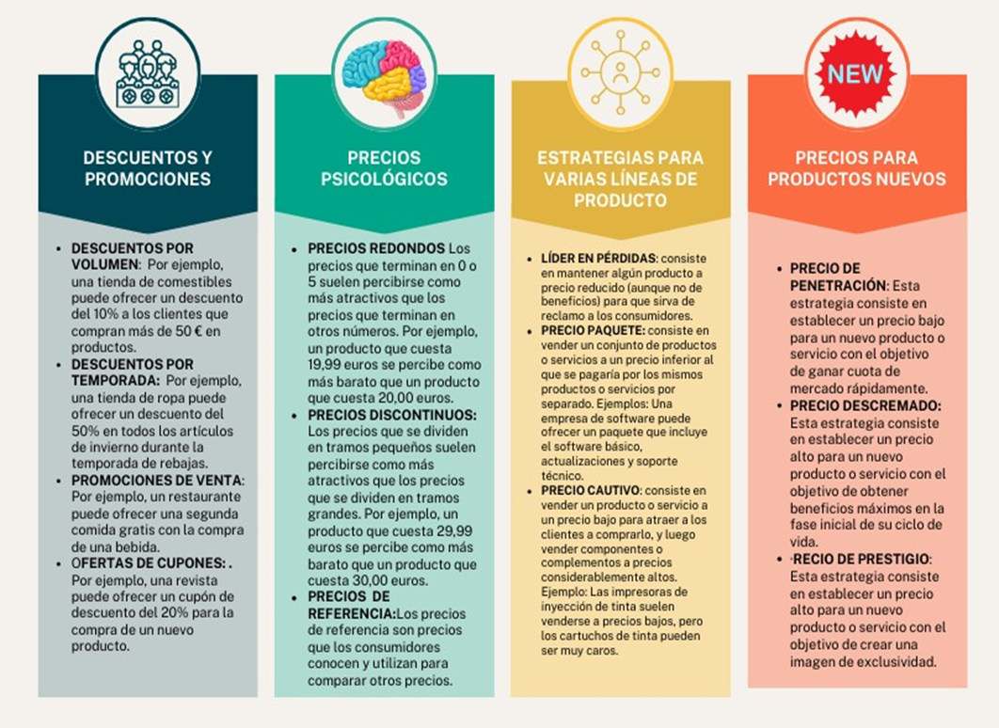 DESCUENTOS Y
PROMOCIONES
• DESCUENTOS POR
VOLUMEN: Por ejemplo,
una tienda de comestibles
puede ofrecer un descuento
del 10% a los clientes que
compran más de 50 € en
productos.
• DESCUENTOS POR
TEMPORADA: Por ejemplo,
una tienda de ropa puede
ofrecer un descuento del
50% en todos los artículos
de invierno durante la
temporada de rebajas.
• PROMOCIONES DE VENTA:
Por ejemplo, un restaurante
puede ofrecer una segunda
comida gratis con la compra
de una bebida.
• OFERTAS DE CUPONES: .
Por ejemplo, una revista
puede ofrecer un cupón de
descuento del 20% para la
compra de un nuevo
producto.
PRECIOS
PSICOLÓGICOS
• PRECIOS REDONDOS Los
precios que terminan en 0 o
5 suelen percibirse como
más atractivos que los
precios que terminan en
otros números. Por ejemplo,
un producto que cuesta
19,99 euros se percibe como
más barato que un producto
que cuesta 20,00 euros.
• PRECIOS DISCONTINUOS:
Los precios que se dividen
en tramos pequeños suelen
percibirse como más
atractivos que los precios
que se dividen en tramos
grandes. Por ejemplo, un
producto que cuesta 29,99
euros se percibe como más
barato que un producto que
cuesta 30,00 euros.
• PRECIOS DE
REFERENCIA:Los precios
de referencia son precios
que los consumidores
conocen y utilizan para
comparar otros precios.
ESTRATEGIAS PARA
VARIAS LÍNEAS DE
PRODUCTO
• LÍDER EN PÉRDIDAS: consiste
en mantener algún producto a
precio reducido (aunque no de
beneficios) para que sirva de
reclamo a los consumidores.
• PRECIO PAQUETE: consiste en
vender un conjunto de productos
o servicios a un precio inferior al
que se pagaría por los mismos
productos o servicios por
separado. Ejemplos: Una
empresa de software puede
ofrecer un paquete que incluye
el software básico,
actualizaciones y soporte
técnico.
• PRECIO CAUTIVO: consiste en
vender un producto o servicio a
un precio bajo para atraer a los
clientes a comprarlo, y luego
vender componentes o
complementos a precios
considerablemente altos.
Ejemplo: Las impresoras de
inyección de tinta suelen
venderse a precios bajos, pero
los cartuchos de tinta pueden
ser muy caros.
NEW
PRECIOS PARA
PRODUCTOS NUEVOS
• PRECIO DE
PENETRACIÓN: Esta
estrategia consiste en
establecer un precio bajo
para un nuevo producto o
servicio con el objetivo
de ganar cuota de
mercado rápidamente.
• PRECIO DESCREMADO:
Esta estrategia consiste
en establecer un precio
alto para un nuevo
producto o servicio con el
objetivo de obtener
beneficios máximos en la
fase inicial de su ciclo de
vida.
• ·RECIO DE PRESTIGIO:
Esta estrategia consiste
en establecer un precio
alto para un nuevo
producto o servicio con el
objetivo de crear una
imagen de exclusividad.